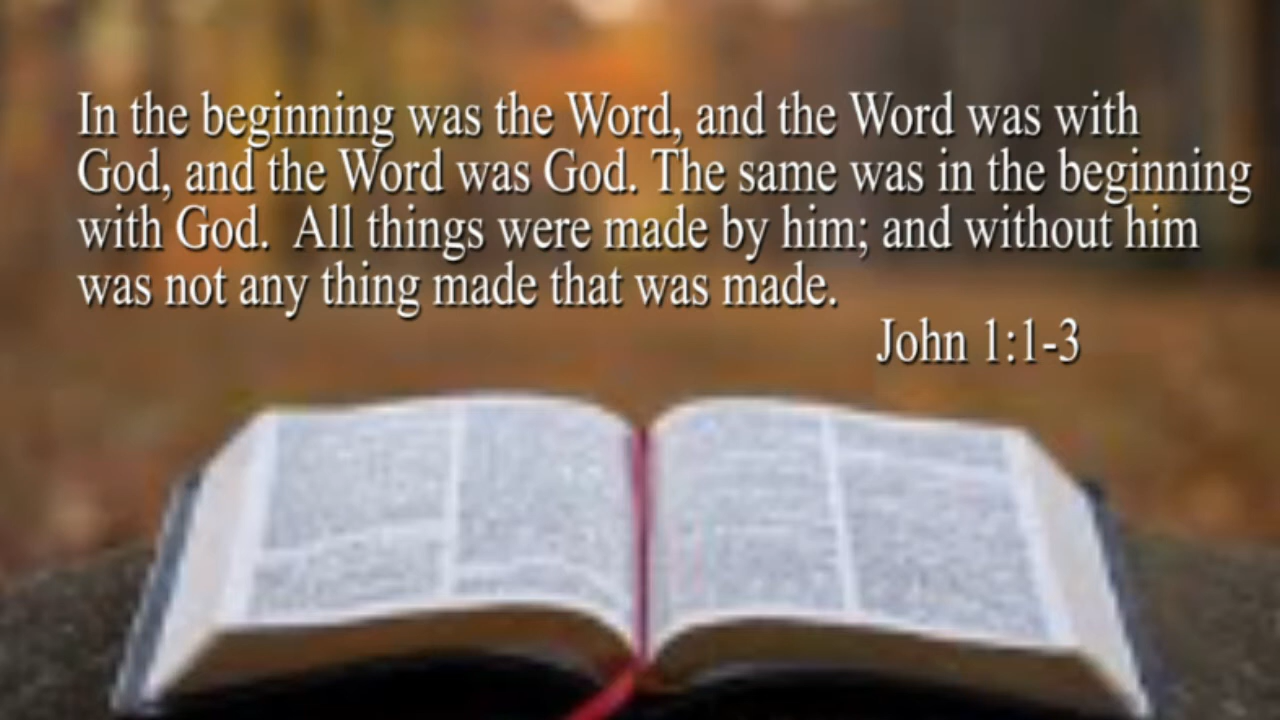 In the beginning was the Word, and the Word was with
God, and the Word was God. The same was in the beginning
with God.  All things were made by him; and without him
was not any thing made that was made.
John 1:1-3